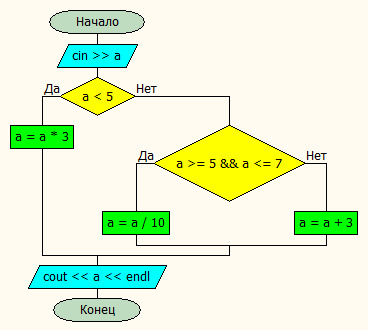 Начало
cin >> a
Да
Нет
a < 5
a = a * 3
Да
Нет
a >= 5 && a <= 7
a = a / 10
a = a + 3
cout << a << endl
Конец